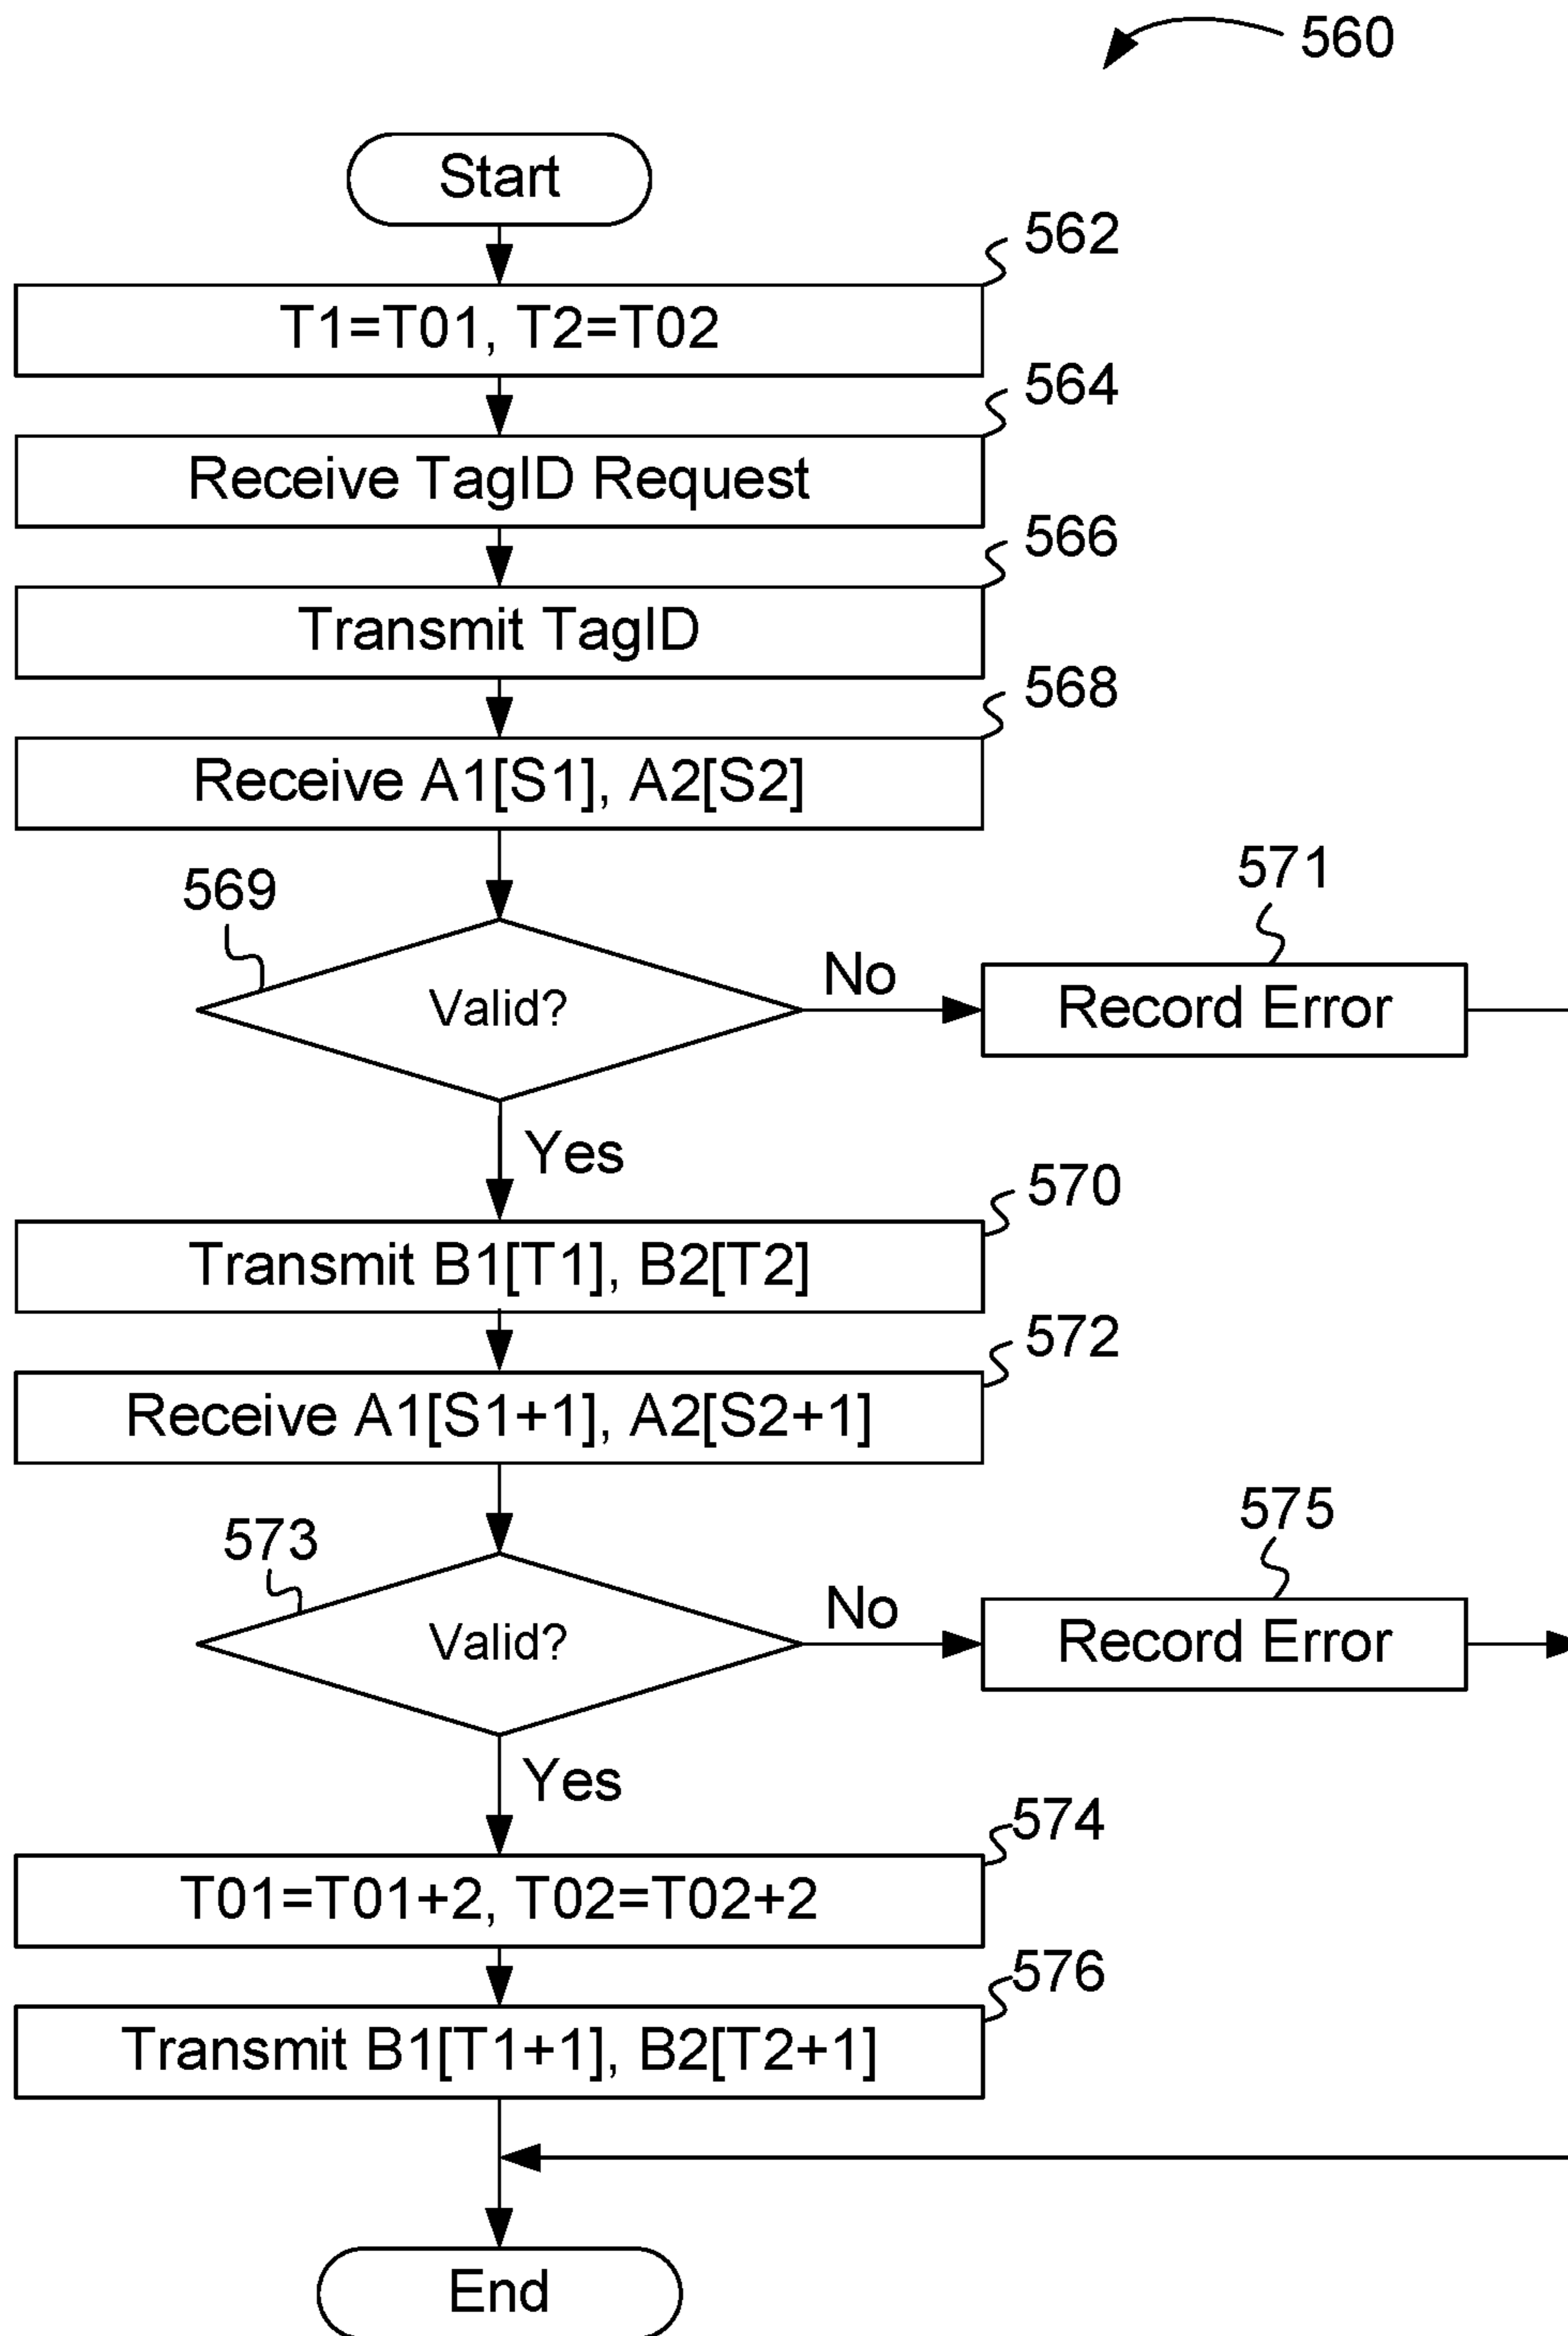 560
Start
562
T1=T01, T2=T02
564
Receive TagID Request
566
Transmit TagID
568
Receive A1[S1], A2[S2]
569
571
Valid?
No
Record Error
Yes
570
Transmit B1[T1], B2[T2]
572
Receive A1[S1+1], A2[S2+1]
573
575
Valid?
No
Record Error
Yes
574
T01=T01+2, T02=T02+2
576
Transmit B1[T1+1], B2[T2+1]
End